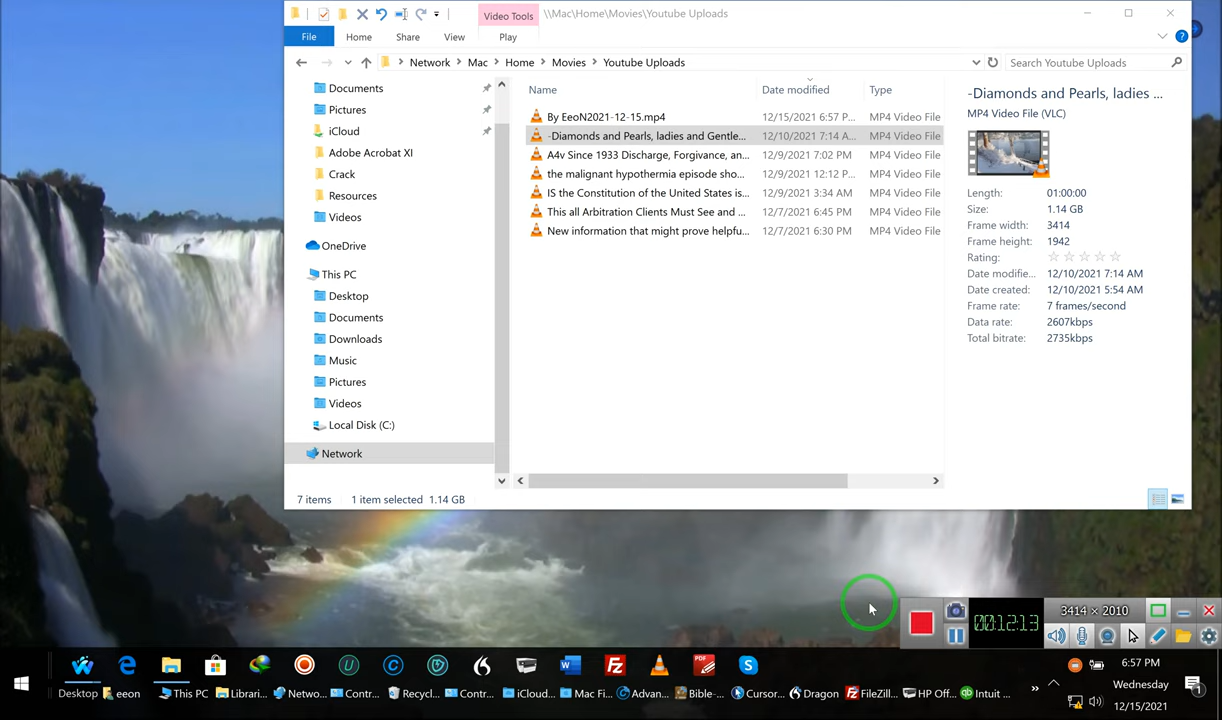 Video Tools
\\Mac\Home\Movies\Youtube Uploads
File Home Share View Play
Network > Mac > Home > Movies > Youtube Uploads
Search Youtube Uploads
Documents
Pictures
iCloud
Adobe Acrobat XI
Crack
Resources
Videos
OneDrive
This PC
Desktop
Documents
Downloads
Music
Pictures
Videos
Local Disk (C:)
Network
Name Date modified Type
By EeoN2021-12-15.mp4 12/15/2021 6:57 P... MP4 Video File
-Diamonds and Pearls, ladies and Gentle... 12/10/2021 7:14 A... MP4 Video File
A4v Since 1933 Discharge, Forgivance, an... 12/9/2021 7:02 PM MP4 Video File
the malignant hypothermia episode sho... 12/9/2021 12:12 P... MP4 Video File
IS the Constitution of the United States is... 12/9/2021 3:34 AM MP4 Video File
This all Arbitration Clients Must See and ... 12/7/2021 6:45 PM MP4 Video File
New information that might prove helpfu... 12/7/2021 6:30 PM MP4 Video File
-Diamonds and Pearls, ladies ...
MP4 Video File (VLC)
Length: 01:00:00
Size: 1.14 GB
Frame width: 3414
Frame height: 1942
Rating:
Date modifie... 12/10/2021 7:14 AM
Date created: 12/10/2021 5:54 AM
Frame rate: 7 frames/second
Data rate: 2607kbps
Total bitrate: 2735kbps
7 items 1 item selected 1.14 GB
00:12:13
3414 × 2010
PDF
Desktop eeon This PC Librari... Netwo... Contr... Recycl... Contr... iCloud... Mac Fi... Advan... Bible-... Cursor... Dragon FileZill... HP Off... Intuit ... »
6:57 PM
Wednesday
12/15/2021
1